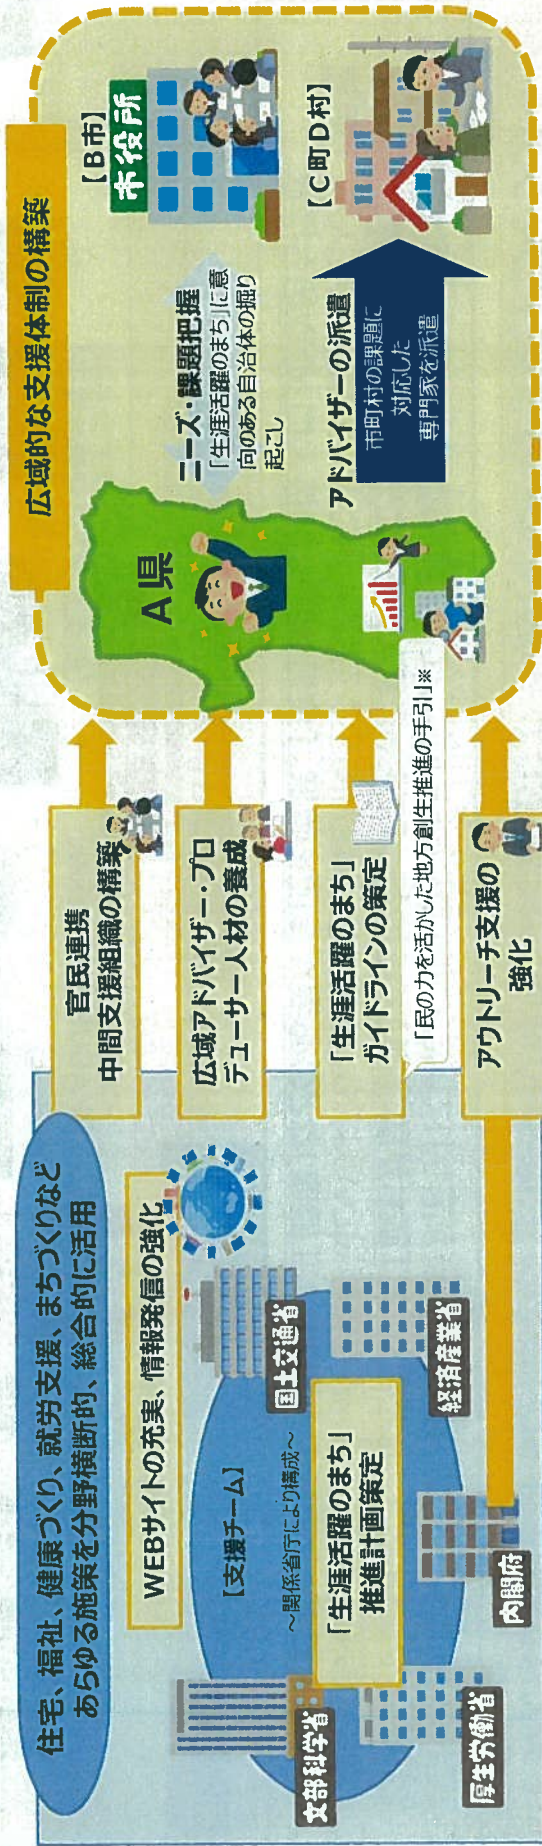 住宅、福祉、健康づくり、就労支援、まちづくりなど
あらゆる施策を分野横断的、総合的に活用
WEBサイトの充実、情報発信の強化
【支援チーム】
～関係省庁により構成～
「生涯活躍のまち」
推進計画策定
文部科学省
国土交通省
厚生労働省
経済産業省
内閣府
官民連携
中間支援組織の構築
広域アドバイザー・プロ
デューサー人材の養成
「生涯活躍のまち」
ガイドラインの策定
「民の力を活かした地方創生推進の手引」※
アウトリーチ支援の
強化
広域的な支援体制の構築
A県
ニーズ・課題把握
「生涯活躍のまち」に意
向のある自治体の掘り
起こし
アドバイザーの派遣
市町村の課題に
対応した
専門家を派遣
【B市】
市役所
【C町D村】